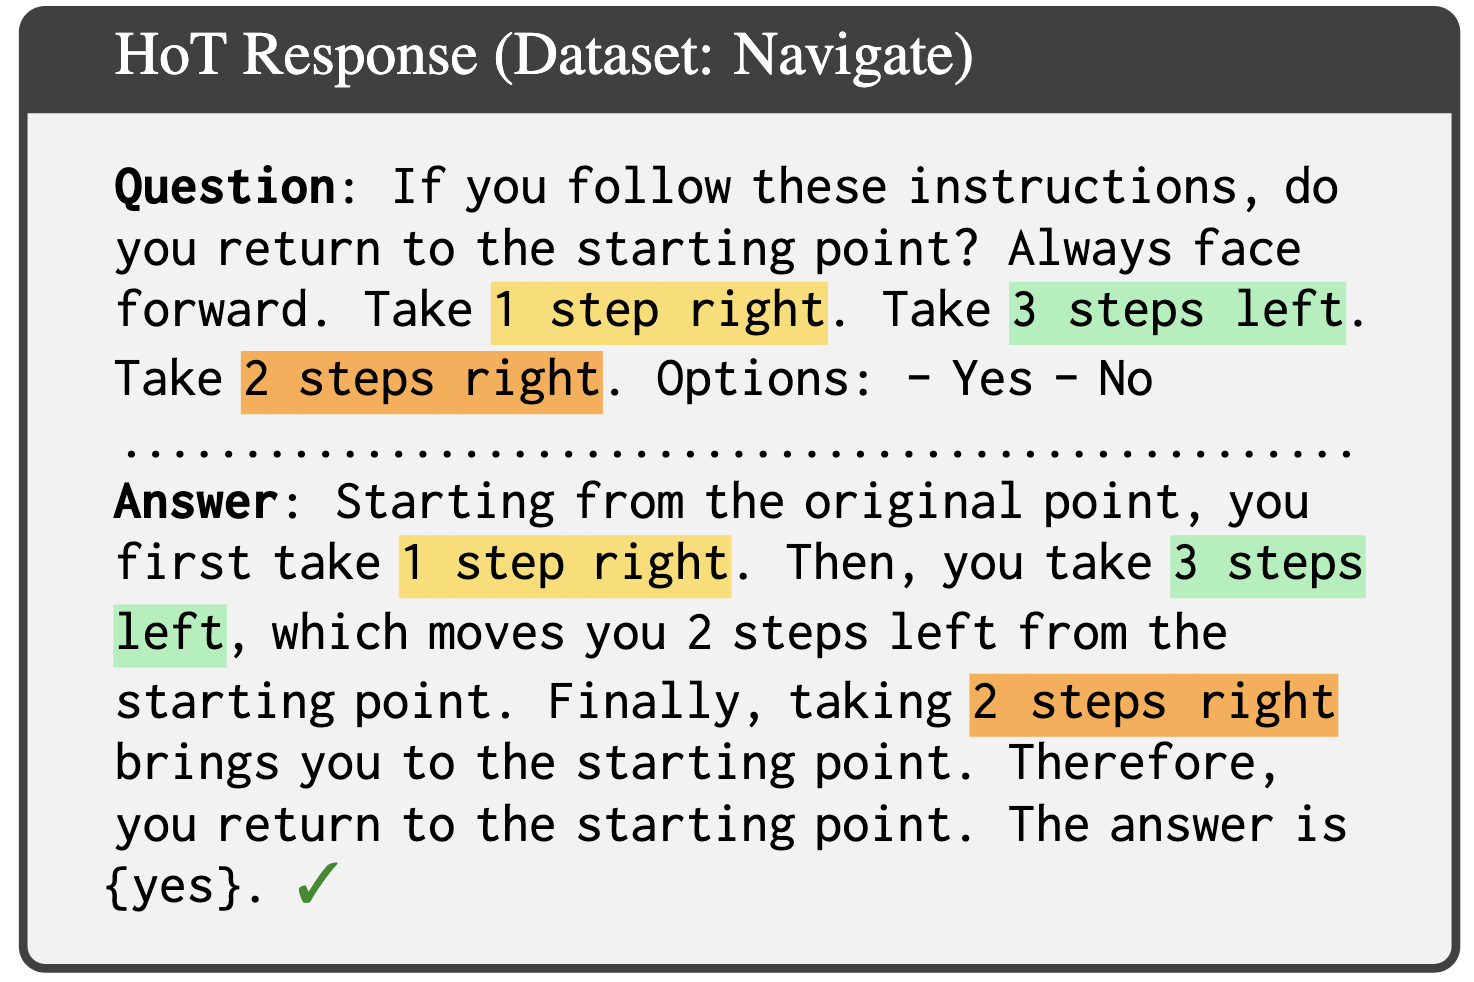 HoT Response (Dataset: Navigate)
Question: If you follow these instructions, do
you return to the starting point? Always face
forward. Take 1 step right. Take 3 steps left.
Take 2 steps right. Options: – Yes – No
...................................................
Answer: Starting from the original point, you
first take 1 step right. Then, you take 3 steps
left, which moves you 2 steps left from the
starting point. Finally, taking 2 steps right
brings you to the starting point. Therefore,
you return to the starting point. The answer is
{yes}. ✓